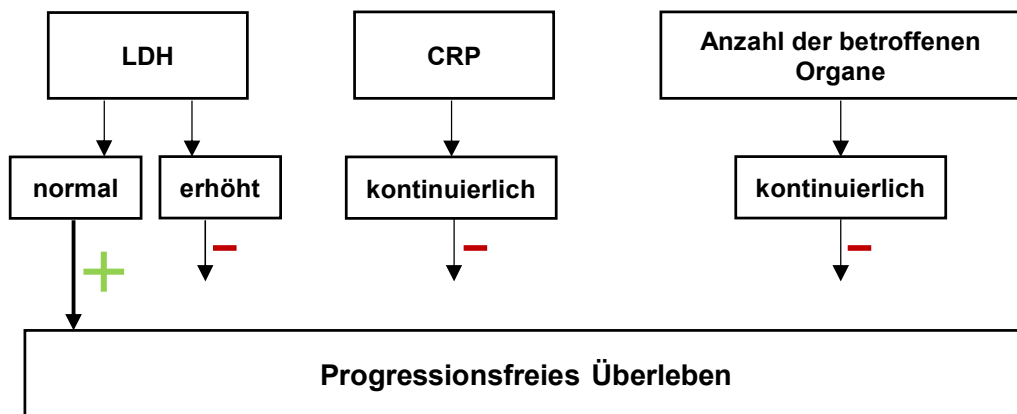 LDH
CRP
Anzahl der betroffenen
Organe
normal
erhöht
kontinuierlich
kontinuierlich
+
−
−
−
Progressionsfreies Überleben